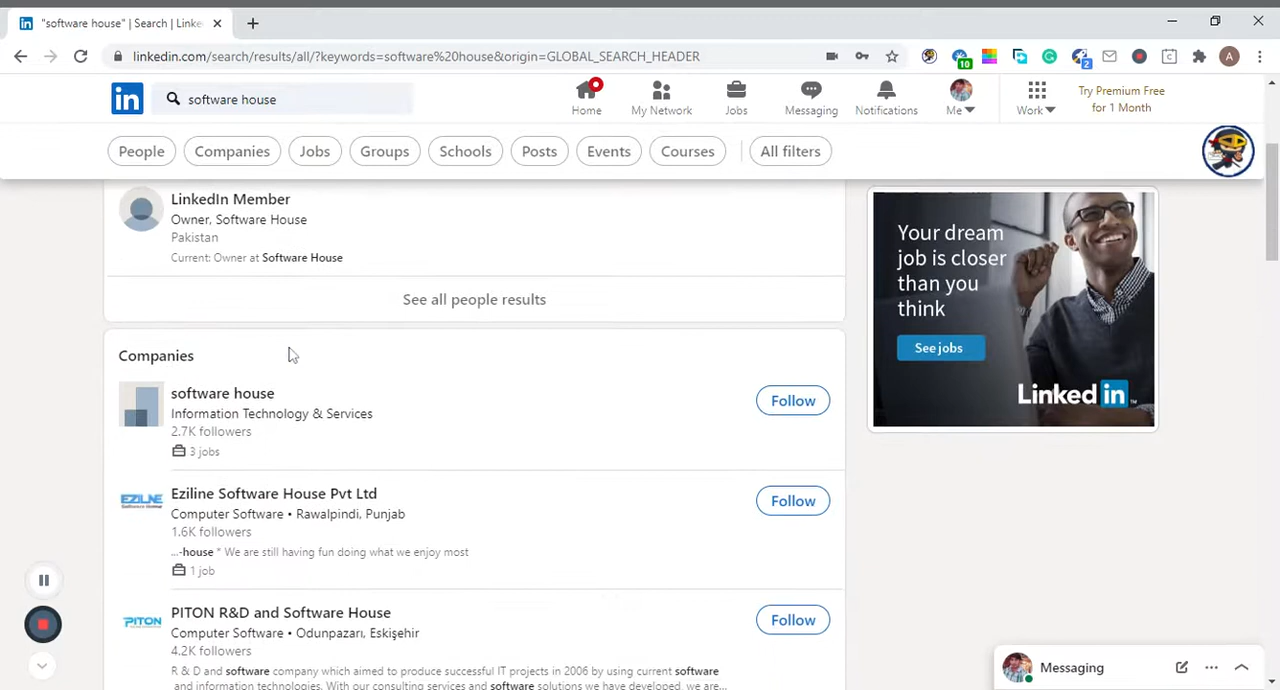 "software house" | Search | Linke
linkedin.com/search/results/all/?keywords=software%20house&origin=GLOBAL_SEARCH_HEADER
10
2
A
in
software house
Home
My Network
Jobs
Messaging
Notifications
Me
Work
Try Premium Free
for 1 Month
People
Companies
Jobs
Groups
Schools
Posts
Events
Courses
All filters
LinkedIn Member
Owner, Software House
Pakistan
Current: Owner at Software House
See all people results
Companies
software house
Information Technology & Services
2.7K followers
3 jobs
Follow
EZILINE
Eziline Software House Pvt Ltd
Computer Software • Rawalpindi, Punjab
1.6K followers
...-house " We are still having fun doing what we enjoy most
1 job
Follow
PITON
PITON R&D and Software House
Computer Software • Odunpazarı, Eskişehir
4.2K followers
R & D and software company which aimed to produce successful IT projects in 2006 by using current software
and information technologies. With our consulting services and software solutions we have developed, we are...
Follow
Your dream
job is closer
than you
think
See jobs
Linked in
Messaging